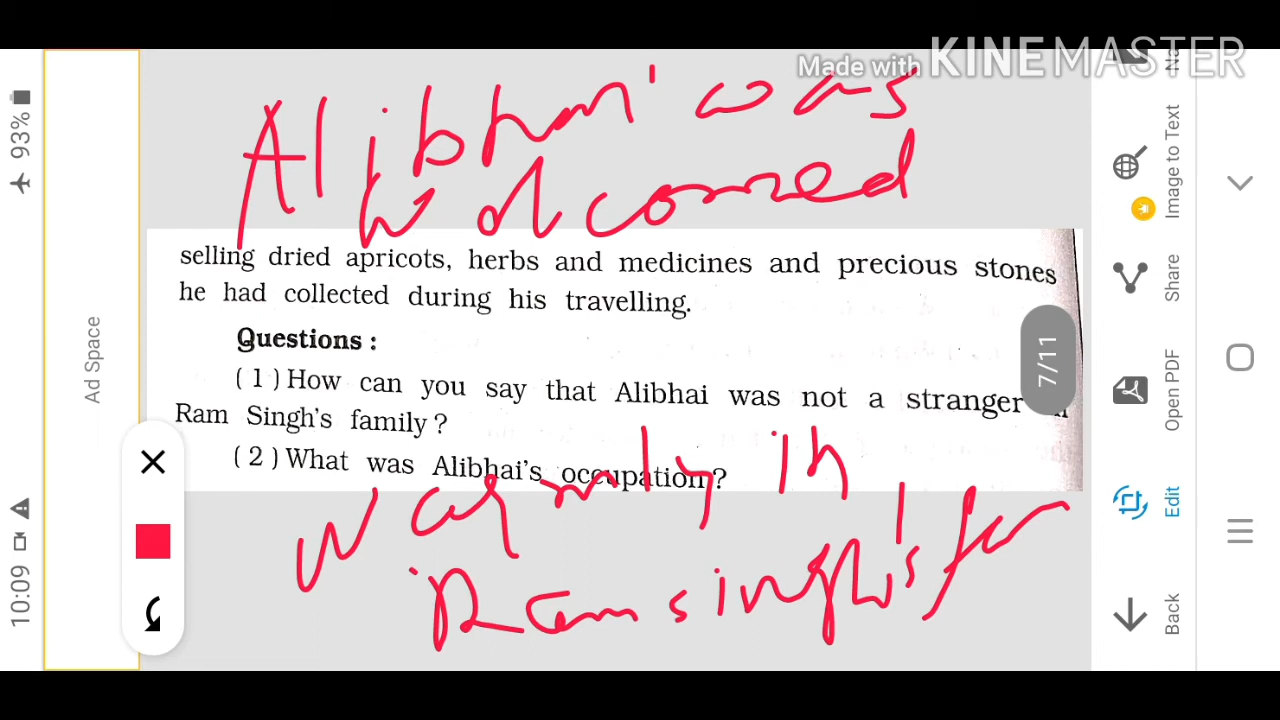 Made with KINEMASTER
Alibhai was
welcomed
selling dried apricots, herbs and medicines and precious stones
he had collected during his travelling.
Questions :
( 1 ) How can you say that Alibhai was not a stranger
Ram Singh's family ?
( 2 ) What was Alibhai's occupation ?
warmly in
Ramsingh's fam
7/11
Ad Space
93%
10:09
Image to Text
Share
Open PDF
Edit
Back